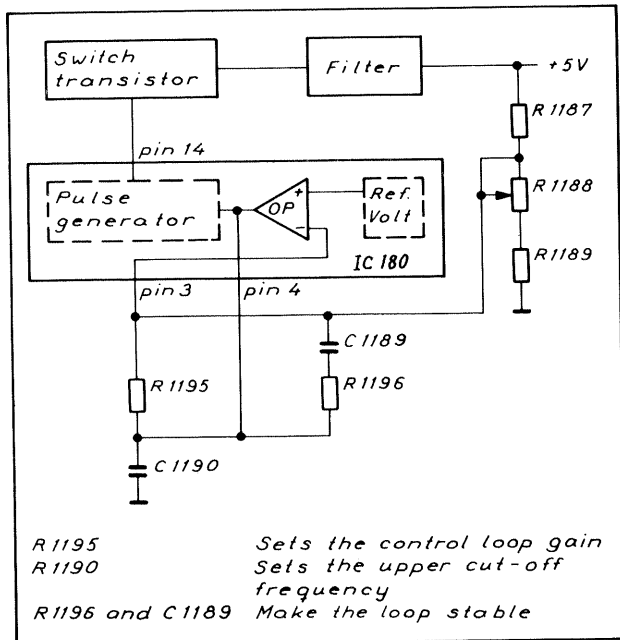 Switch
transistor
Filter
+5V
R1187
pin 14
Pulse
generator
OP
+
−
Ref.
Volt
R1188
IC 180
R1189
pin 3
pin 4
C1189
R1195
R1196
C1190
R1195 Sets the control loop gain
R1190 Sets the upper cut-off
frequency
R1196 and C1189 Make the loop stable